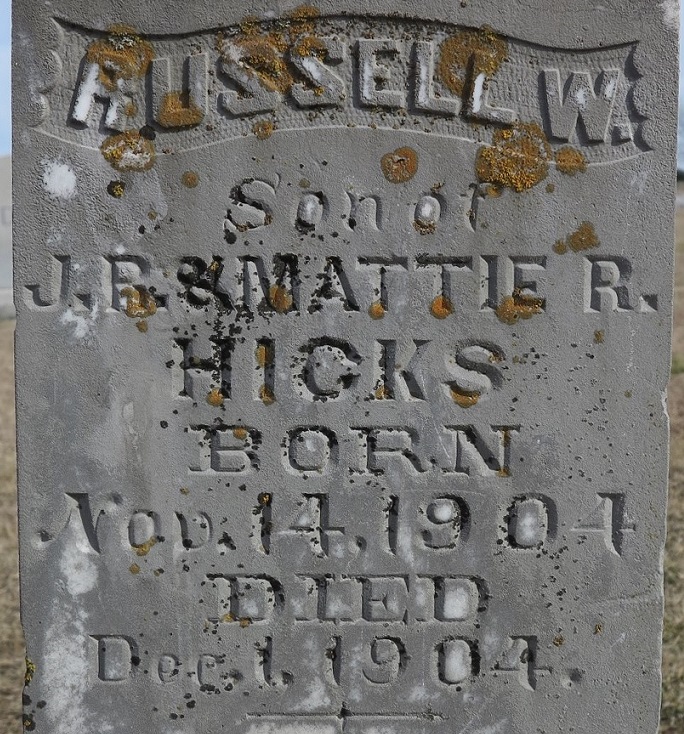 RUSSELL W.
Son of
J.R. & MATTIE R.
HICKS
BORN
Nov. 14, 1904
DIED
Dec. 1, 1904.